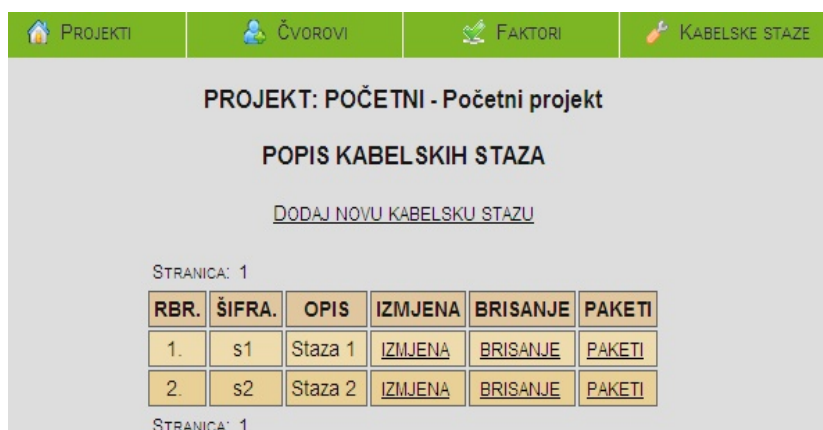 Projekti Čvorovi Faktori Kabelske staze
PROJEKT: POČETNI - Početni projekt
POPIS KABELSKIH STAZA
Dodaj novu kabelsku stazu
Stranica: 1
RBR. ŠIFRA. OPIS IZMJENA BRISANJE PAKETI
1. s1 Staza 1 IZMJENA BRISANJE PAKETI
2. s2 Staza 2 IZMJENA BRISANJE PAKETI
Stranica: 1